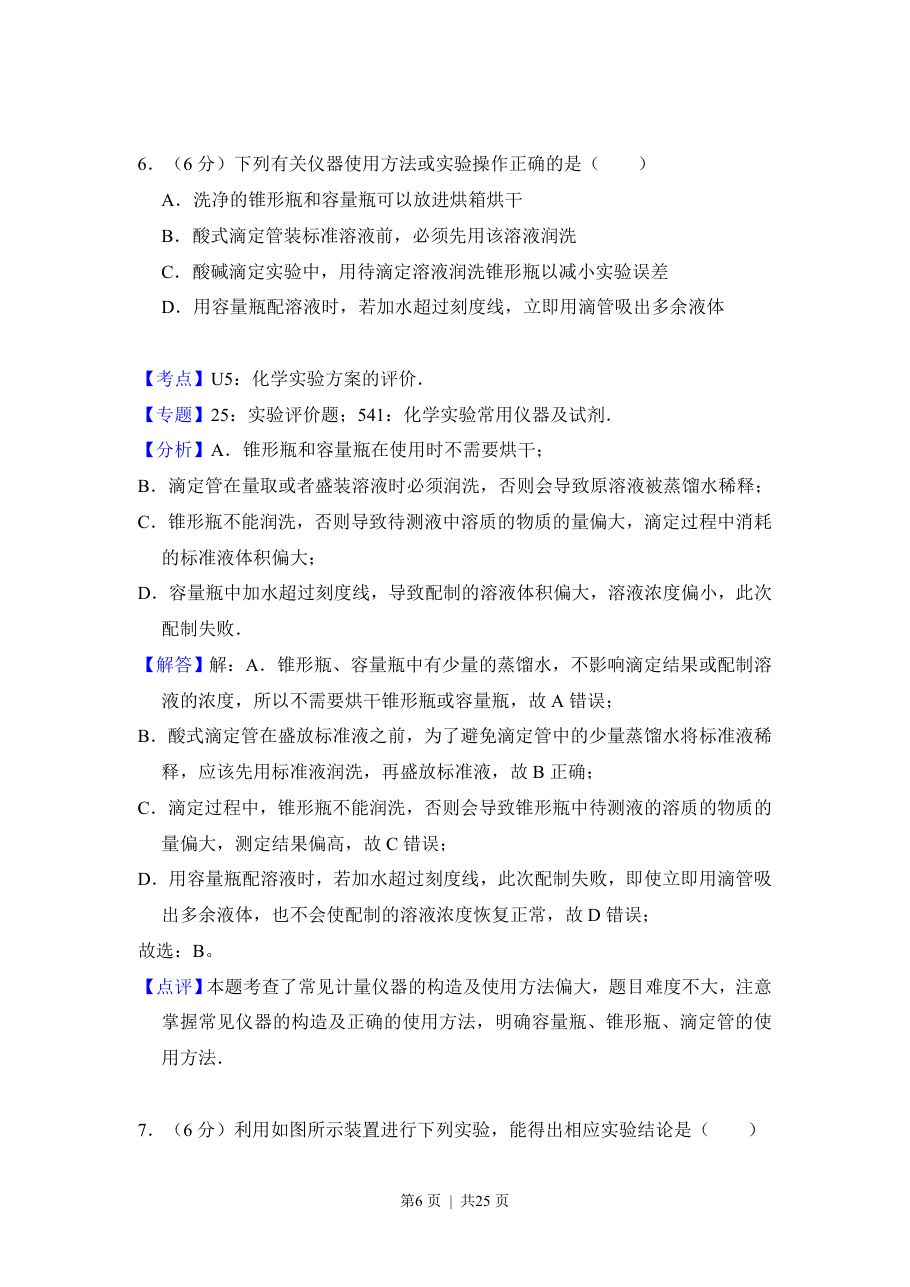 6．（6 分）下列有关仪器使用方法或实验操作正确的是（　　）
A．洗净的锥形瓶和容量瓶可以放进烘箱烘干
B．酸式滴定管装标准溶液前，必须先用该溶液润洗
C．酸碱滴定实验中，用待滴定溶液润洗锥形瓶以减小实验误差
D．用容量瓶配溶液时，若加水超过刻度线，立即用滴管吸出多余液体
【考点】U5：化学实验方案的评价．
【专题】25：实验评价题；541：化学实验常用仪器及试剂．
【分析】A．锥形瓶和容量瓶在使用时不需要烘干；
B．滴定管在量取或者盛装溶液时必须润洗，否则会导致原溶液被蒸馏水稀释；
C．锥形瓶不能润洗，否则导致待测液中溶质的物质的量偏大，滴定过程中消耗
的标准液体积偏大；
D．容量瓶中加水超过刻度线，导致配制的溶液体积偏大，溶液浓度偏小，此次
配制失败．
【解答】解：A．锥形瓶、容量瓶中有少量的蒸馏水，不影响滴定结果或配制溶
液的浓度，所以不需要烘干锥形瓶或容量瓶，故 A 错误；
B．酸式滴定管在盛放标准液之前，为了避免滴定管中的少量蒸馏水将标准液稀
释，应该先用标准液润洗，再盛放标准液，故 B 正确；
C．滴定过程中，锥形瓶不能润洗，否则会导致锥形瓶中待测液的溶质的物质的
量偏大，测定结果偏高，故 C 错误；
D．用容量瓶配溶液时，若加水超过刻度线，此次配制失败，即使立即用滴管吸
出多余液体，也不会使配制的溶液浓度恢复正常，故 D 错误；
故选：B。
【点评】本题考查了常见计量仪器的构造及使用方法偏大，题目难度不大，注意
掌握常见仪器的构造及正确的使用方法，明确容量瓶、锥形瓶、滴定管的使
用方法．
7．（6 分）利用如图所示装置进行下列实验，能得出相应实验结论是（　　）
第6 页 | 共25 页